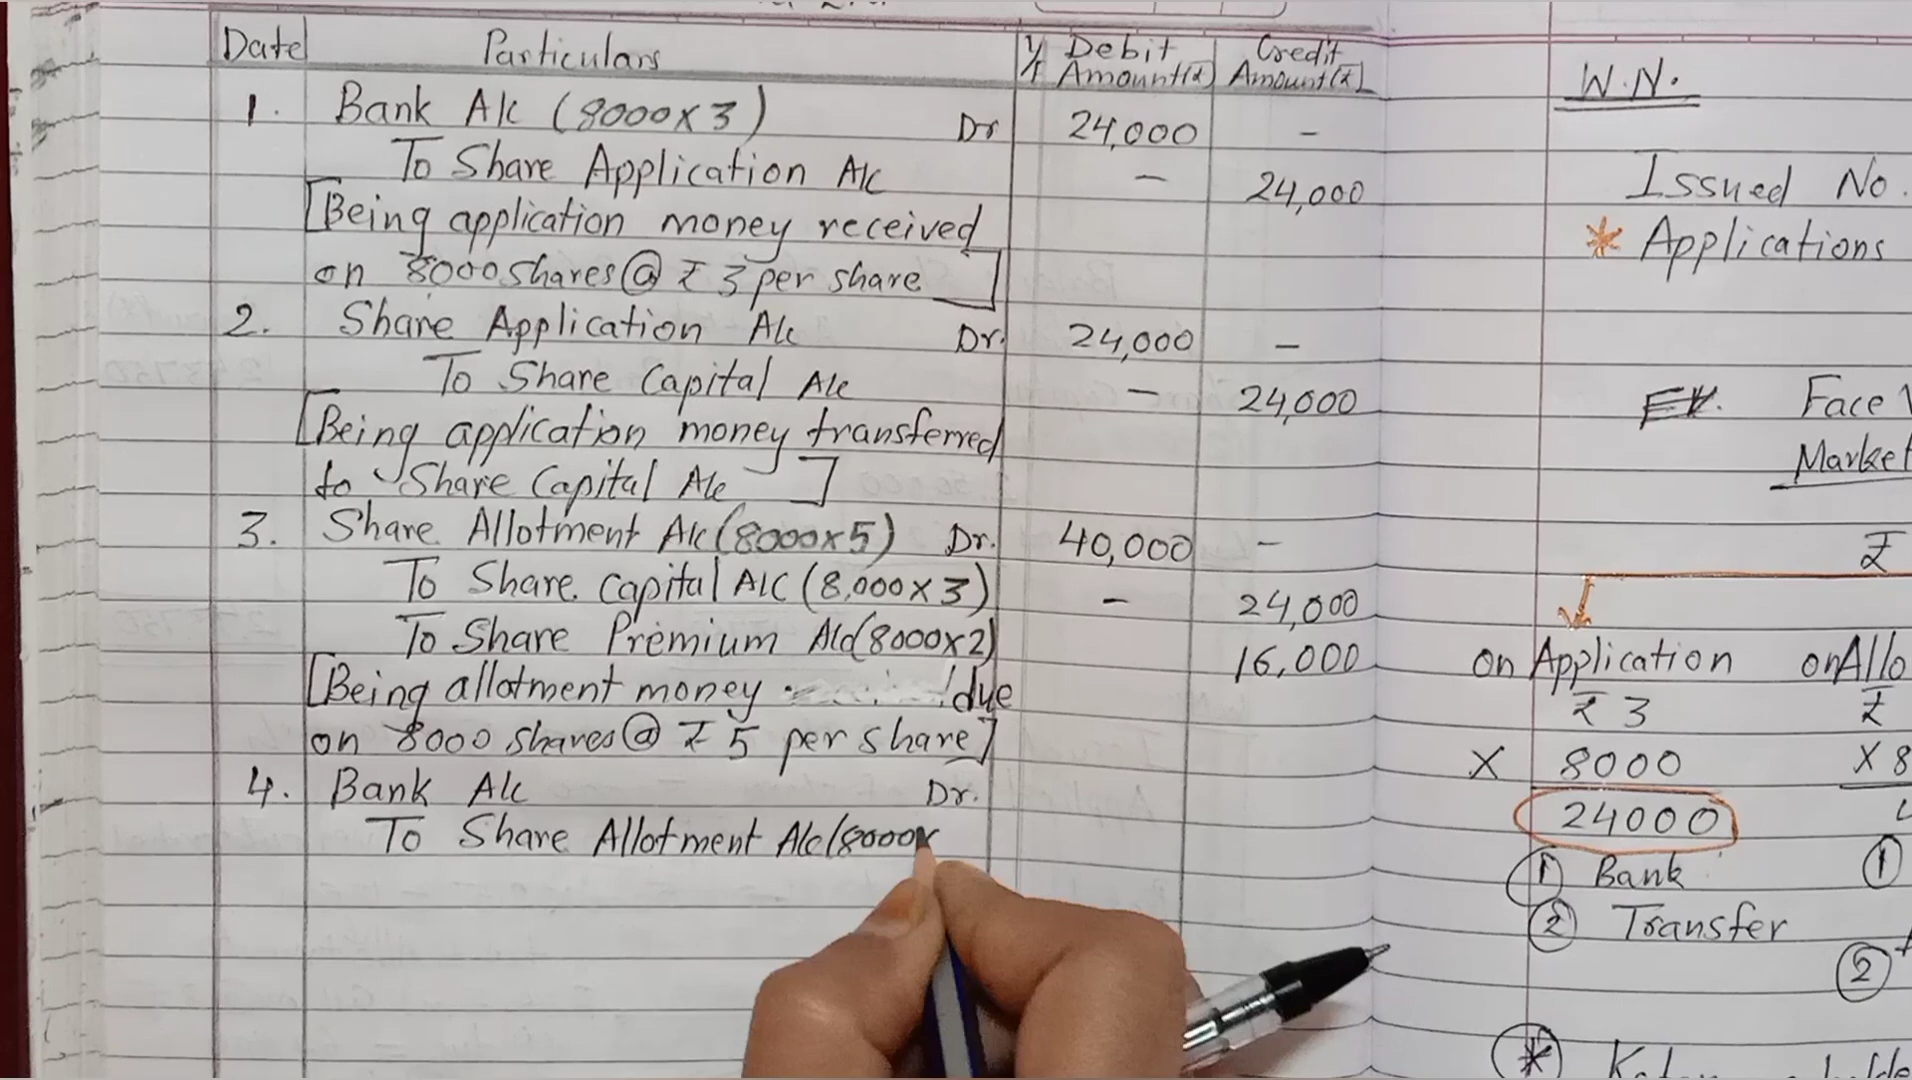 Date Particulars L/F Debit Amount(₹) Credit Amount(₹)
1. Bank A/c (8000x3) Dr 24,000 -
To Share Application A/c - 24,000
[Being application money received
on 8000 shares @ ₹ 3 per share]
2. Share Application A/c Dr. 24,000 -
To Share Capital A/c - 24,000
[Being application money transferred
to Share Capital A/c]
3. Share Allotment A/c (8000x5) Dr. 40,000 -
To Share Capital A/c (8,000x3) - 24,000
To Share Premium A/c (8000x2) 16,000
[Being allotment money due
on 8000 shares @ ₹ 5 per share]
4. Bank A/c Dr.
To Share Allotment A/c (8000x
W.N.
Issued No.
* Applications
Face
Market
₹
on Application on Allo
₹ 3 ₹
X 8000 X 8
24000
① Bank ①
② Transfer
②
*